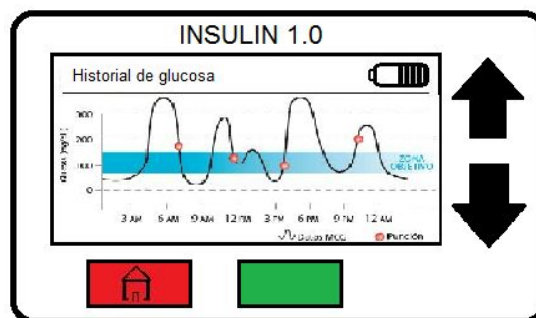 INSULIN 1.0
Historial de glucosa
300
200
100
0
ZONA
OBJETIVO
3 AM 6 AM 9 AM 12 PM 3 PM 6 PM 9 PM 12 AM
Datos MCG Punción